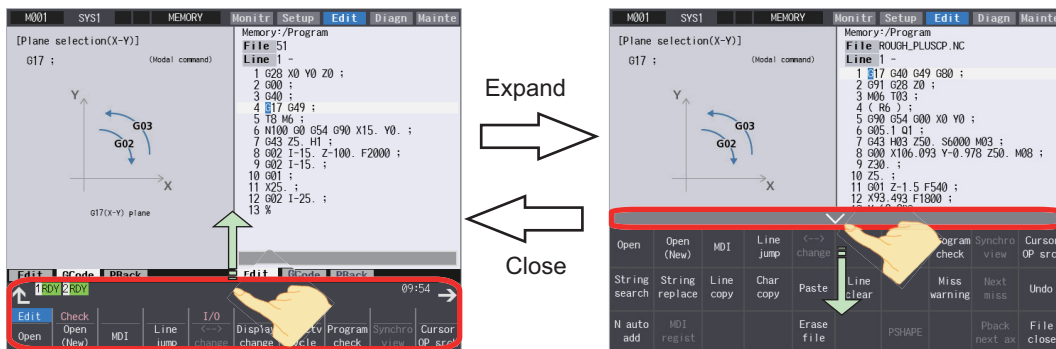 M001 SYS1 MEMORY Monitr Setup Edit Diagn Mainte
[Plane selection(X-Y)]
G17 ; (Modal command)
Y
G03
G02
X
G17(X-Y) plane
Memory:/Program
File 51
Line 1 -
1 G28 X0 Y0 Z0 ;
2 G00 ;
3 G40 ;
4 G17 G49 ;
5 T8 M6 ;
6 N100 G0 G54 G90 X15. Y0. ;
7 G43 Z5. H1 ;
8 G02 I-15. Z-100. F2000 ;
9 G02 I-15. ;
10 G01 ;
11 X25. ;
12 G02 I-25. ;
13 %
Edit GCode PBack
Edit GCode PBack
1RDY 2RDY 09:54
Edit Check I/O
Open Open (New) MDI Line jump <--> change Display change Program check Synchro view Cursor OP srch
Expand
Close
M001 SYS1 MEMORY Monitr Setup Edit Diagn Mainte
[Plane selection(X-Y)]
G17 ; (Modal command)
Y
G03
G02
X
Memory:/Program
File ROUGH_PLUSCP.NC
Line 1 -
1 G17 G40 G49 G80 ;
2 G91 G28 Z0 ;
3 M06 T03 ;
4 ( R6 ) ;
5 G90 G54 G00 X0 Y0 ;
6 G05.1 Q1 ;
7 G43 H03 Z50. S6000 M03 ;
8 G00 X106.093 Y-0.978 Z50. M08 ;
9 Z30. ;
10 Z5. ;
11 G01 Z-1.5 F540 ;
12 X93.493 F1800 ;
Open Open (New) MDI Line jump <--> change check Synchro view Cursor
String search String replace Line copy Char copy Paste Line clear Miss warning Next miss Undo
N auto add MDI regist Erase file PSHAPE Pback next ax File close